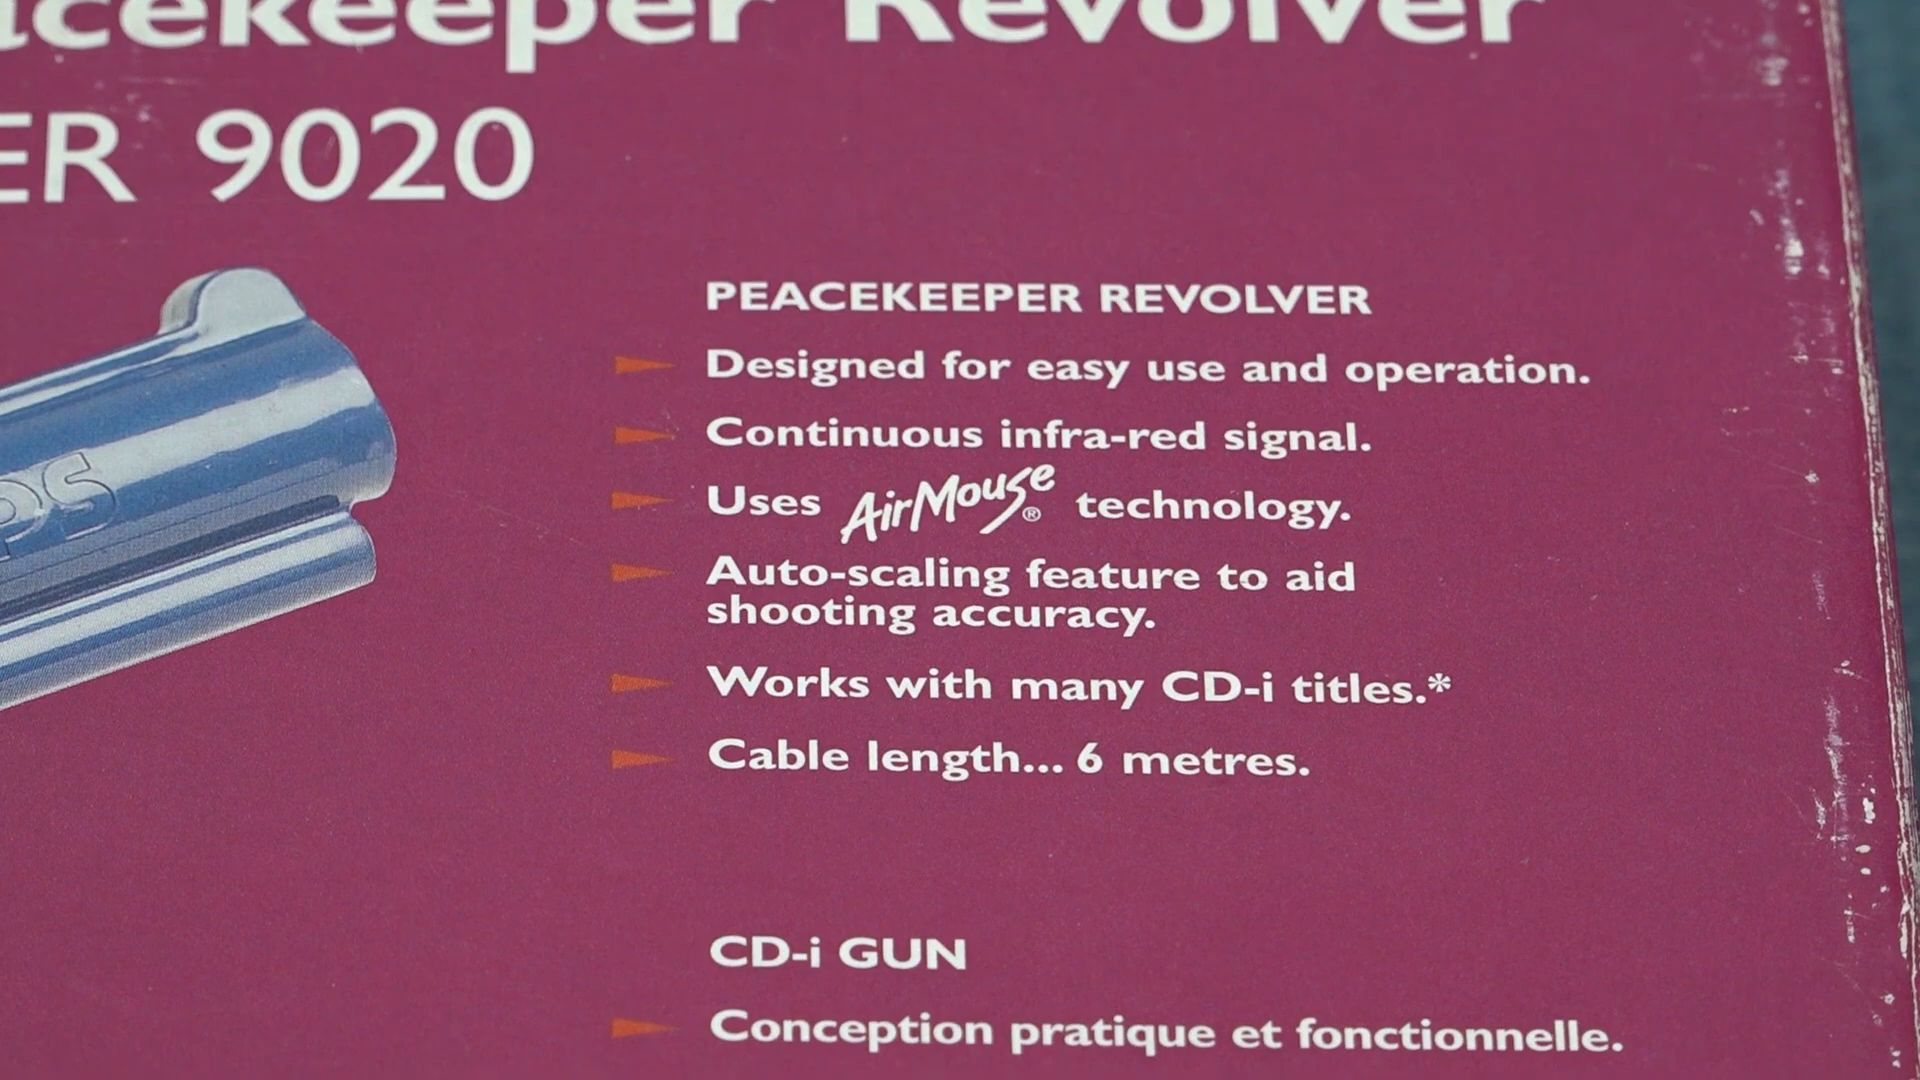 acekeeper Revolver
ER 9020
PEACEKEEPER REVOLVER
Designed for easy use and operation.
Continuous infra-red signal.
Uses AirMouse® technology.
Auto-scaling feature to aid
shooting accuracy.
Works with many CD-i titles.*
Cable length... 6 metres.
PS
CD-i GUN
Conception pratique et fonctionnelle.